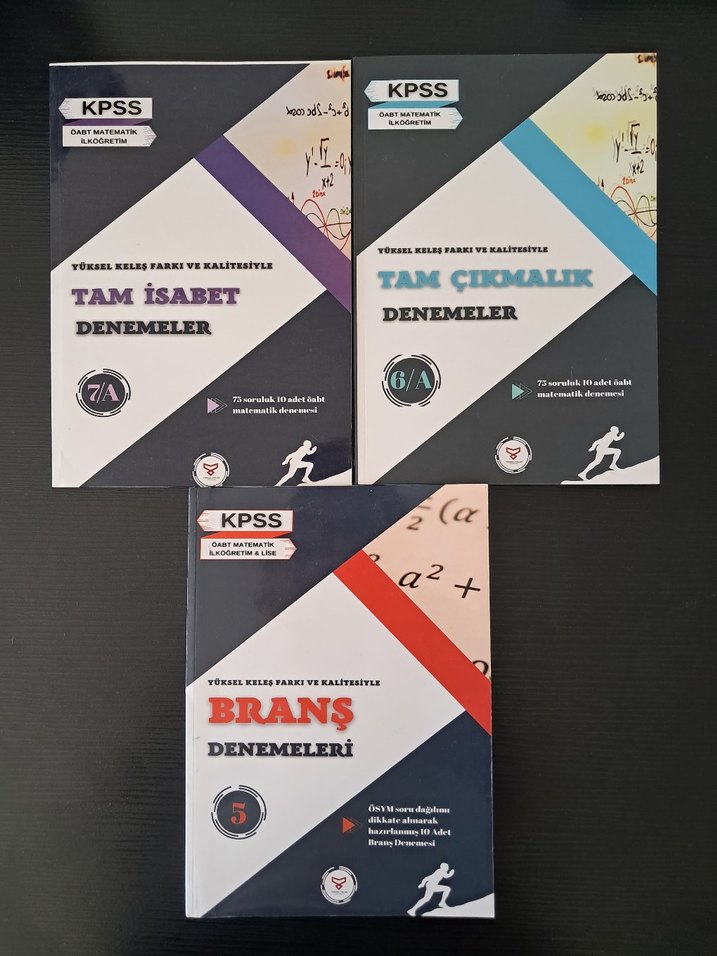 KPSS
ÖABT MATEMATİK
İLKÖĞRETİM
YÜKSEL KELEŞ FARKI VE KALİTESİYLE
TAM İSABET
DENEMELER
7/A
75 soruluk 10 adet öabt
matematik denemesi
KPSS
ÖABT MATEMATİK
İLKÖĞRETİM
YÜKSEL KELEŞ FARKI VE KALİTESİYLE
TAM ÇIKMALIK
DENEMELER
6/A
75 soruluk 10 adet öabt
matematik denemesi
KPSS
ÖABT MATEMATİK
İLKÖĞRETİM & LİSE
a² +
YÜKSEL KELEŞ FARKI VE KALİTESİYLE
BRANŞ
DENEMELERİ
5
ÖSYM soru dağılımı
dikkate alınarak
hazırlanmış 10 Adet
Branş Denemesi